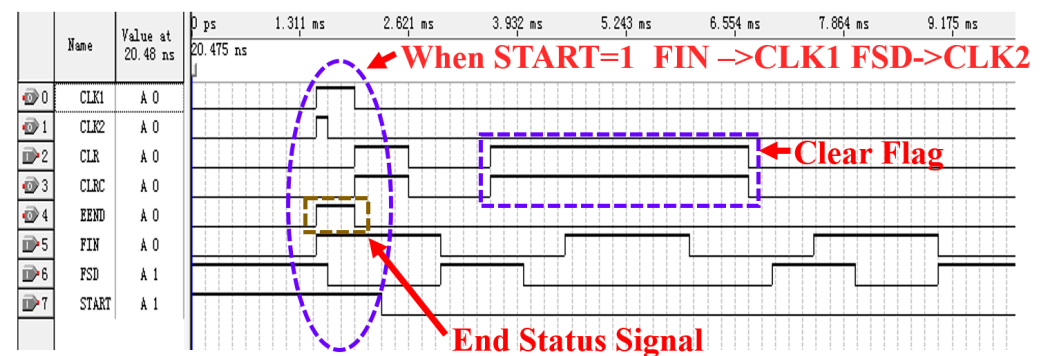 Name Value at 20.48 ns
0 ps 1.311 ms 2.621 ms 3.932 ms 5.243 ms 6.554 ms 7.864 ms 9.175 ms
20.475 ns
When START=1 FIN –>CLK1 FSD->CLK2
0 CLK1 A 0
1 CLK2 A 0
2 CLR A 0
Clear Flag
3 CLRC A 0
4 EEND A 0
5 FIN A 0
6 FSD A 1
7 START A 1
End Status Signal